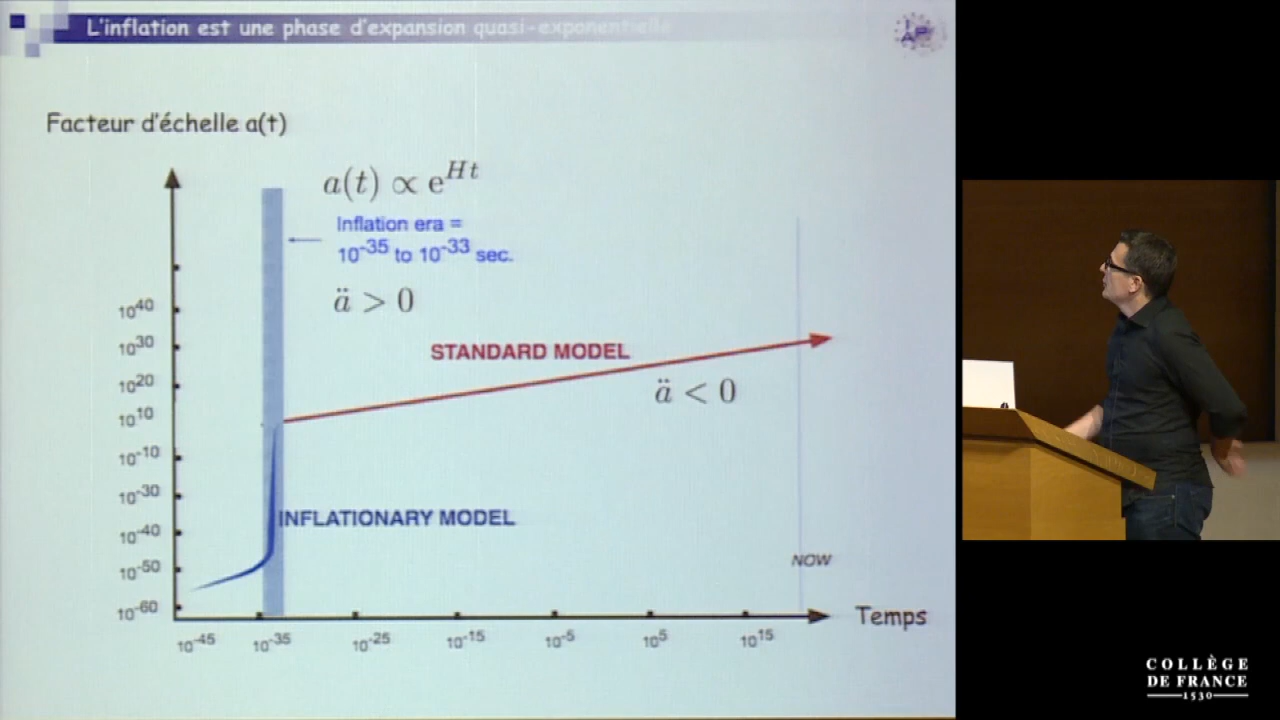 L'inflation est une phase d'expansion quasi-exponentielle
Facteur d'échelle a(t)
a(t) ∝ e^{Ht}
Inflation era =
10^{-35} to 10^{-33} sec.
ä > 0
10^{40}
10^{30}
STANDARD MODEL
10^{20}
ä < 0
10^{10}
10^{-10}
10^{-30}
INFLATIONARY MODEL
10^{-40}
10^{-50}
NOW
10^{-60}
Temps
10^{-45} 10^{-35} 10^{-25} 10^{-15} 10^{-5} 10^{5} 10^{15}
COLLÈGE
DE FRANCE
1530